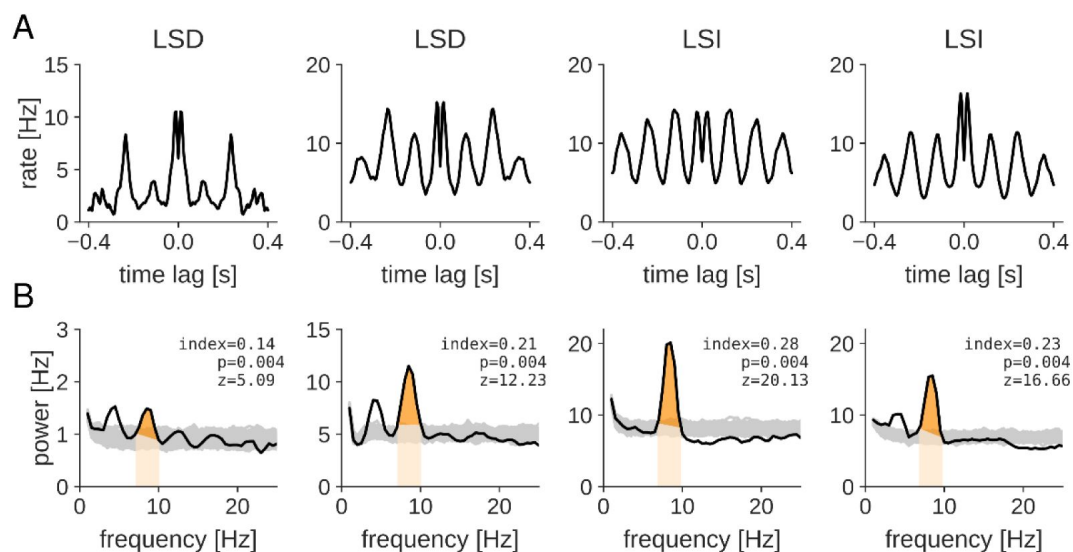 A
LSD LSD LSI LSI
15 20 20 20
10 10 10 10
5
0 0 0 0
rate [Hz]
−0.4 0.0 0.4 −0.4 0.0 0.4 −0.4 0.0 0.4 −0.4 0.0 0.4
time lag [s] time lag [s] time lag [s] time lag [s]
B
3 15 20 20
2 10 10 10
1 5
0 0 0 0
power [Hz]
index=0.14 index=0.21 index=0.28 index=0.23
p=0.004 p=0.004 p=0.004 p=0.004
z=5.09 z=12.23 z=20.13 z=16.66
0 10 20 0 10 20 0 10 20 0 10 20
frequency [Hz] frequency [Hz] frequency [Hz] frequency [Hz]